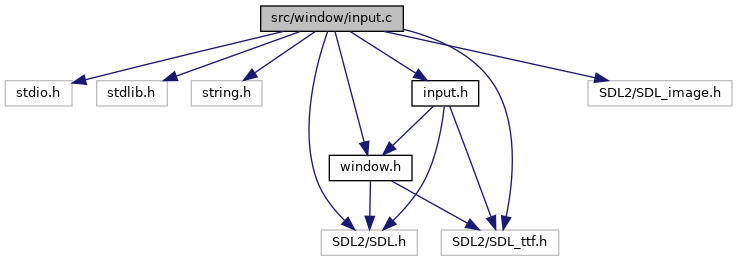 src/window/input.c
stdio.h
stdlib.h
string.h
input.h
SDL2/SDL_image.h
window.h
SDL2/SDL.h
SDL2/SDL_ttf.h